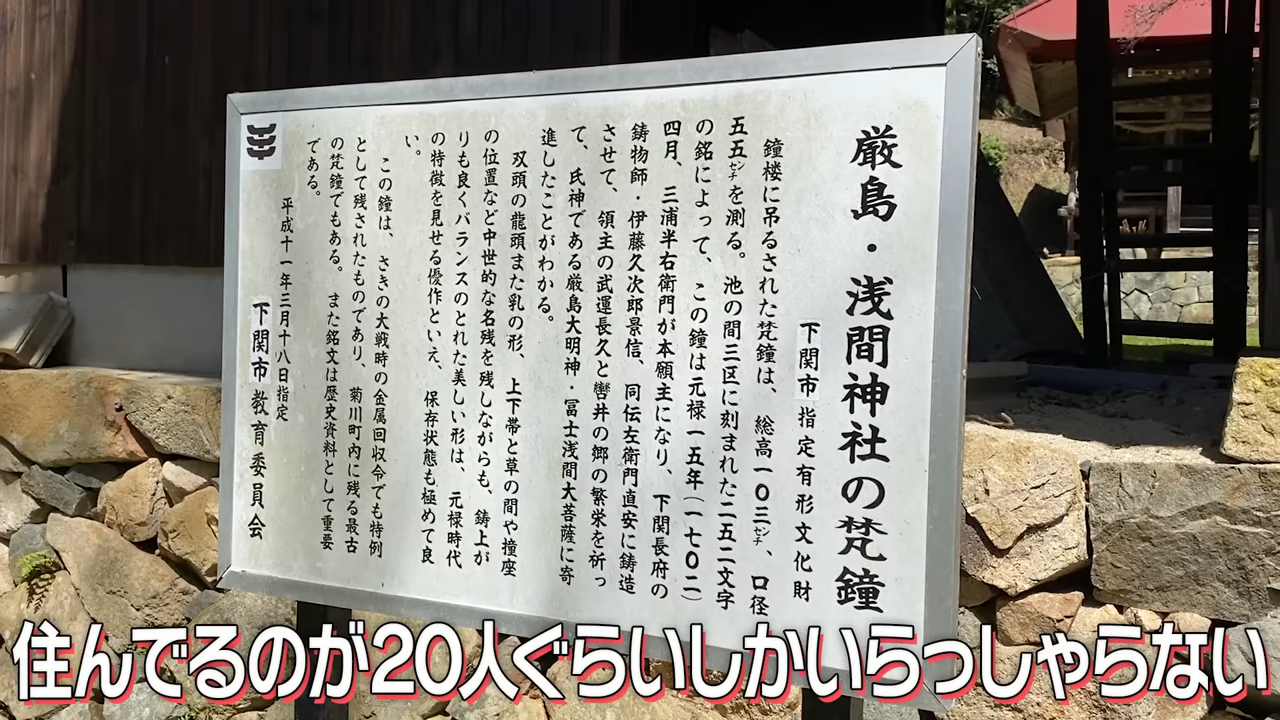 厳島・浅間神社の梵鐘
下関市指定有形文化財
鐘楼に吊るされた梵鐘は、総高一〇三センチ、口径
五五センチを測る。池の間三区に刻まれた二五二文字
の銘によって、この鐘は元禄一五年（一七〇二）
四月、三浦半右衛門が本願主になり、下関長府の
鋳物師・伊藤久次郎景信、同伝左衛門直安に鋳造
させて、領主の武運長久と轡井の郷の繁栄を祈っ
て、氏神である厳島大明神・冨士浅間大菩薩に寄
進したことがわかる。
双頭の龍頭また乳の形、上下帯と草の間や撞座
の位置など中世的な名残を残しながらも、鋳上が
りも良くバランスのとれた美しい形は、元禄時代
の特徴を見せる優作といえ、保存状態も極めて良
い。
この鐘は、さきの大戦時の金属回収令でも特例
として残されたものであり、菊川町内に残る最古
の梵鐘でもある。また銘文は歴史資料として重要
である。
平成十一年三月十八日指定
下関市教育委員会
住んでるのが20人ぐらいしかいらっしゃらない